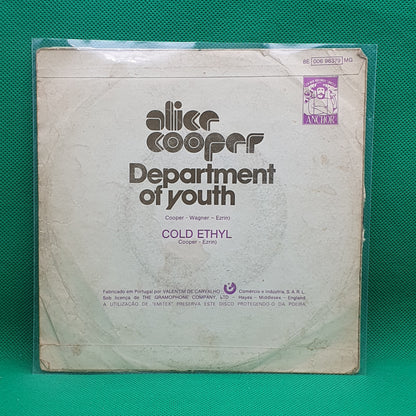 8E 006 96379 MG
ANCHOR
alice
cooper
Department
of youth
Cooper - Wagner - Ezrin)
COLD ETHYL
Cooper - Ezrin)
Fabricado em Portugal por VALENTIM DE CARVALHO Comércio e Indústria, S. A. R. L.
Sob licença de THE GRAMOPHONE COMPANY, LTD - Hayes - Middlesex - England
A UTILIZAÇÃO DE "EMITEX" PRESERVA ESTE DISCO PROTEGENDO-O DA POEIRA